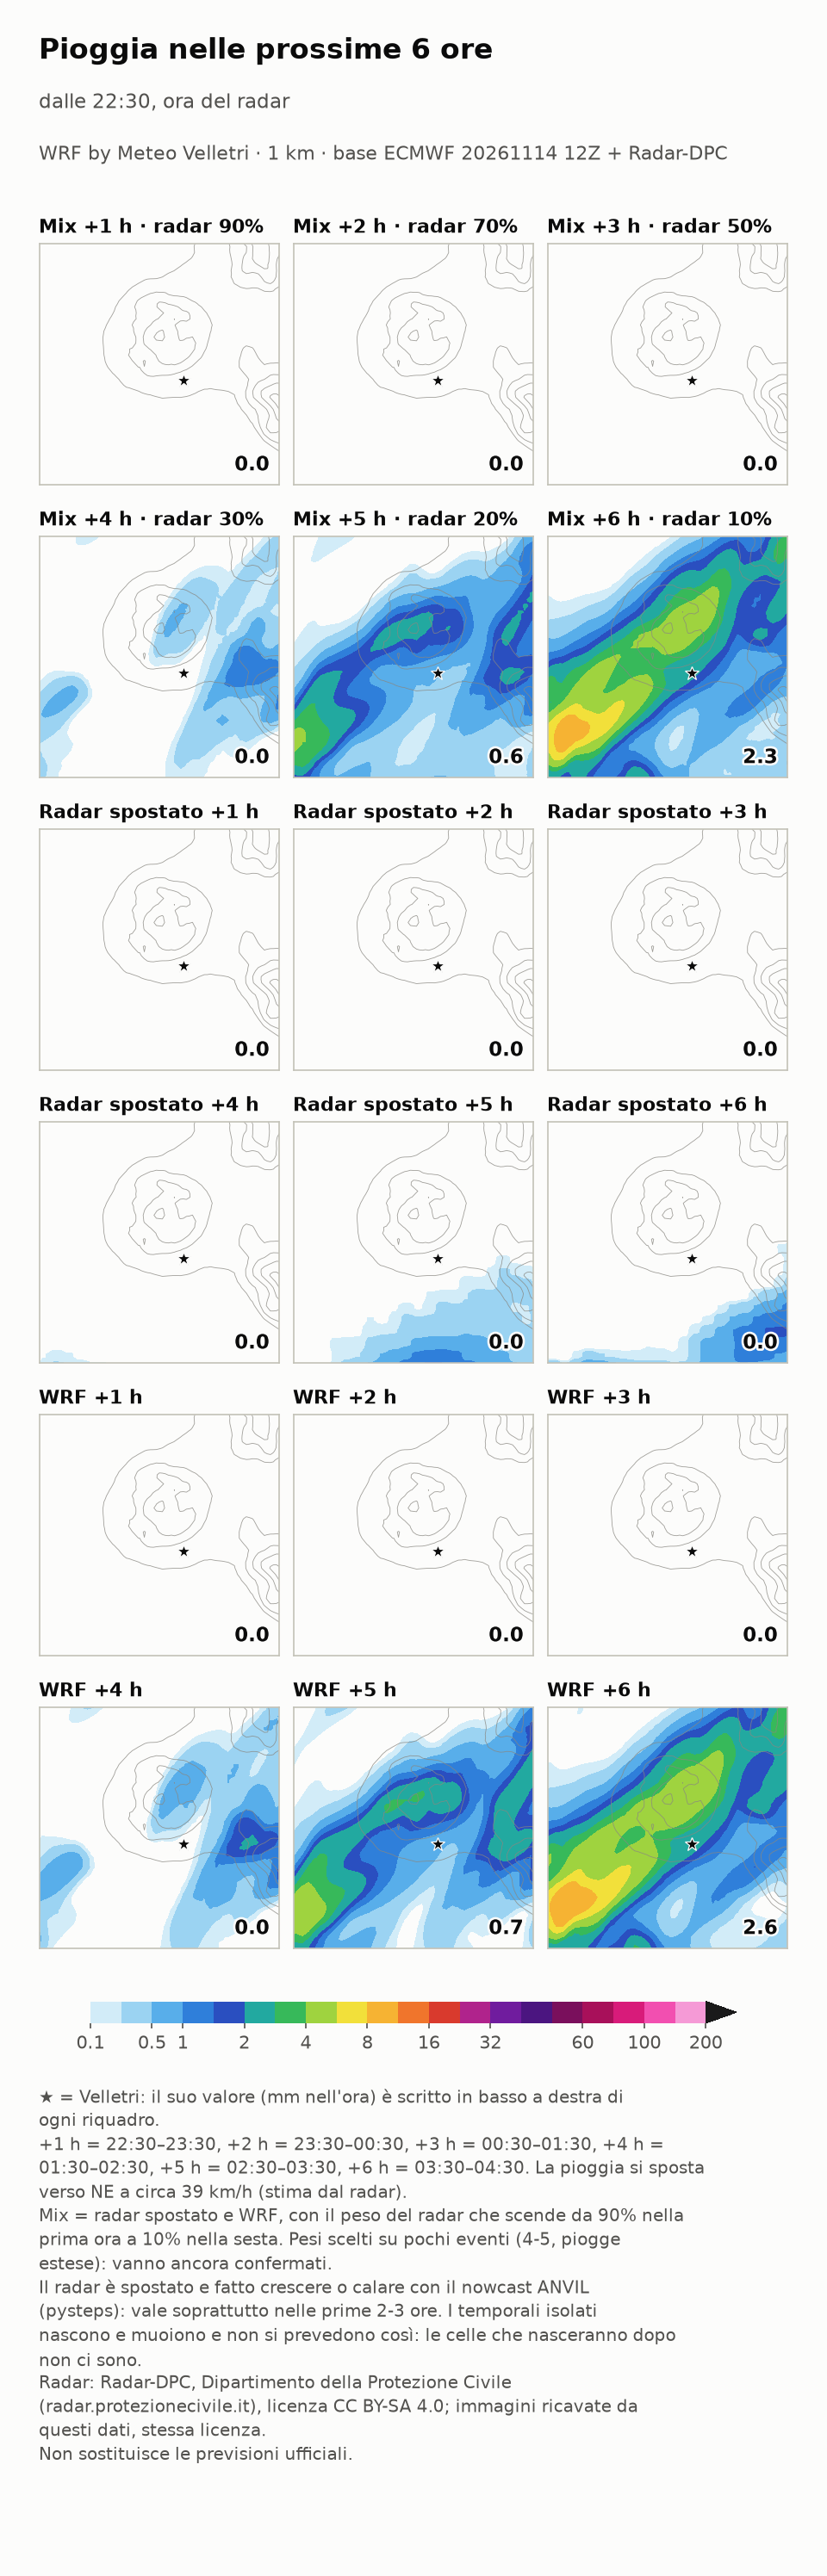 Pioggia nelle prossime 6 ore
dalle 22:30, ora del radar
WRF by Meteo Velletri · 1 km · base ECMWF 20261114 12Z + Radar-DPC
Mix +1 h · radar 90%
Mix +2 h · radar 70%
Mix +3 h · radar 50%
0.0
0.0
0.0
Mix +4 h · radar 30%
Mix +5 h · radar 20%
Mix +6 h · radar 10%
0.0
0.6
2.3
Radar spostato +1 h
Radar spostato +2 h
Radar spostato +3 h
0.0
0.0
0.0
Radar spostato +4 h
Radar spostato +5 h
Radar spostato +6 h
0.0
0.0
0.0
WRF +1 h
WRF +2 h
WRF +3 h
0.0
0.0
0.0
WRF +4 h
WRF +5 h
WRF +6 h
0.0
0.7
2.6
0.1 0.5 1 2 4 8 16 32 60 100 200
★ = Velletri: il suo valore (mm nell'ora) è scritto in basso a destra di
ogni riquadro.
+1 h = 22:30–23:30, +2 h = 23:30–00:30, +3 h = 00:30–01:30, +4 h =
01:30–02:30, +5 h = 02:30–03:30, +6 h = 03:30–04:30. La pioggia si sposta
verso NE a circa 39 km/h (stima dal radar).
Mix = radar spostato e WRF, con il peso del radar che scende da 90% nella
prima ora a 10% nella sesta. Pesi scelti su pochi eventi (4-5, piogge
estese): vanno ancora confermati.
Il radar è spostato e fatto crescere o calare con il nowcast ANVIL
(pysteps): vale soprattutto nelle prime 2-3 ore. I temporali isolati
nascono e muoiono e non si prevedono così: le celle che nasceranno dopo
non ci sono.
Radar: Radar-DPC, Dipartimento della Protezione Civile
(radar.protezionecivile.it), licenza CC BY-SA 4.0; immagini ricavate da
questi dati, stessa licenza.
Non sostituisce le previsioni ufficiali.